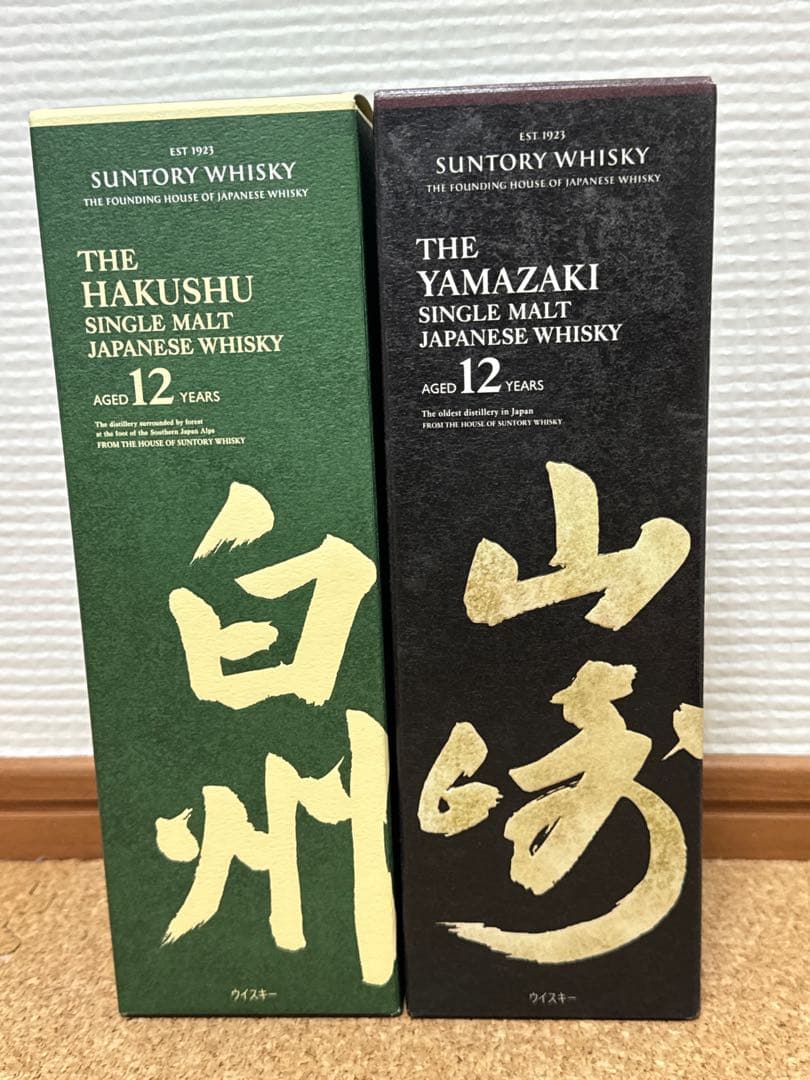 EST 1923
SUNTORY WHISKY
THE FOUNDING HOUSE OF JAPANESE WHISKY
THE
HAKUSHU
SINGLE MALT
JAPANESE WHISKY
AGED 12 YEARS
The distillery surrounded by forest
at the foot of the Southern Japan Alps
FROM THE HOUSE OF SUNTORY WHISKY
白州
ウイスキー
EST 1923
SUNTORY WHISKY
THE FOUNDING HOUSE OF JAPANESE WHISKY
THE
YAMAZAKI
SINGLE MALT
JAPANESE WHISKY
AGED 12 YEARS
The oldest distillery in Japan
FROM THE HOUSE OF SUNTORY WHISKY
山崎
ウイスキー